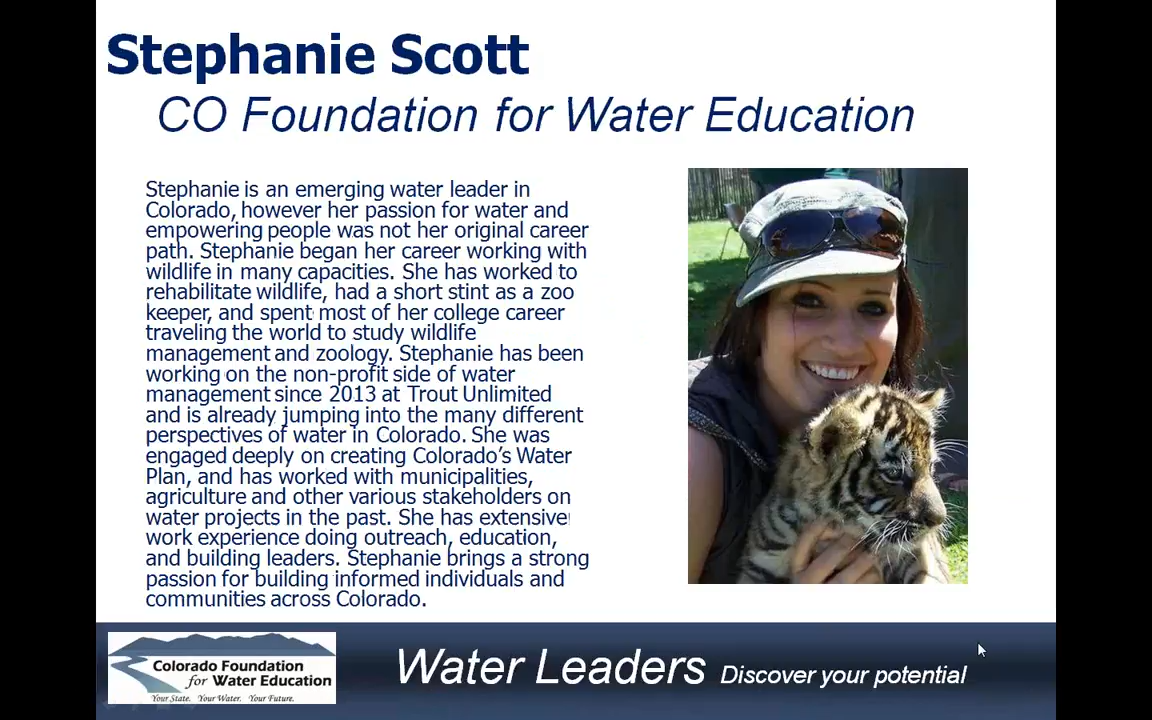 Stephanie Scott
CO Foundation for Water Education
Stephanie is an emerging water leader in
Colorado, however her passion for water and
empowering people was not her original career
path. Stephanie began her career working with
wildlife in many capacities. She has worked to
rehabilitate wildlife, had a short stint as a zoo
keeper, and spent most of her college career
traveling the world to study wildlife
management and zoology. Stephanie has been
working on the non-profit side of water
management since 2013 at Trout Unlimited
and is already jumping into the many different
perspectives of water in Colorado. She was
engaged deeply on creating Colorado's Water
Plan, and has worked with municipalities,
agriculture and other various stakeholders on
water projects in the past. She has extensive
work experience doing outreach, education,
and building leaders. Stephanie brings a strong
passion for building informed individuals and
communities across Colorado.
Colorado Foundation
for Water Education
Your State. Your Water. Your Future.
Water Leaders Discover your potential